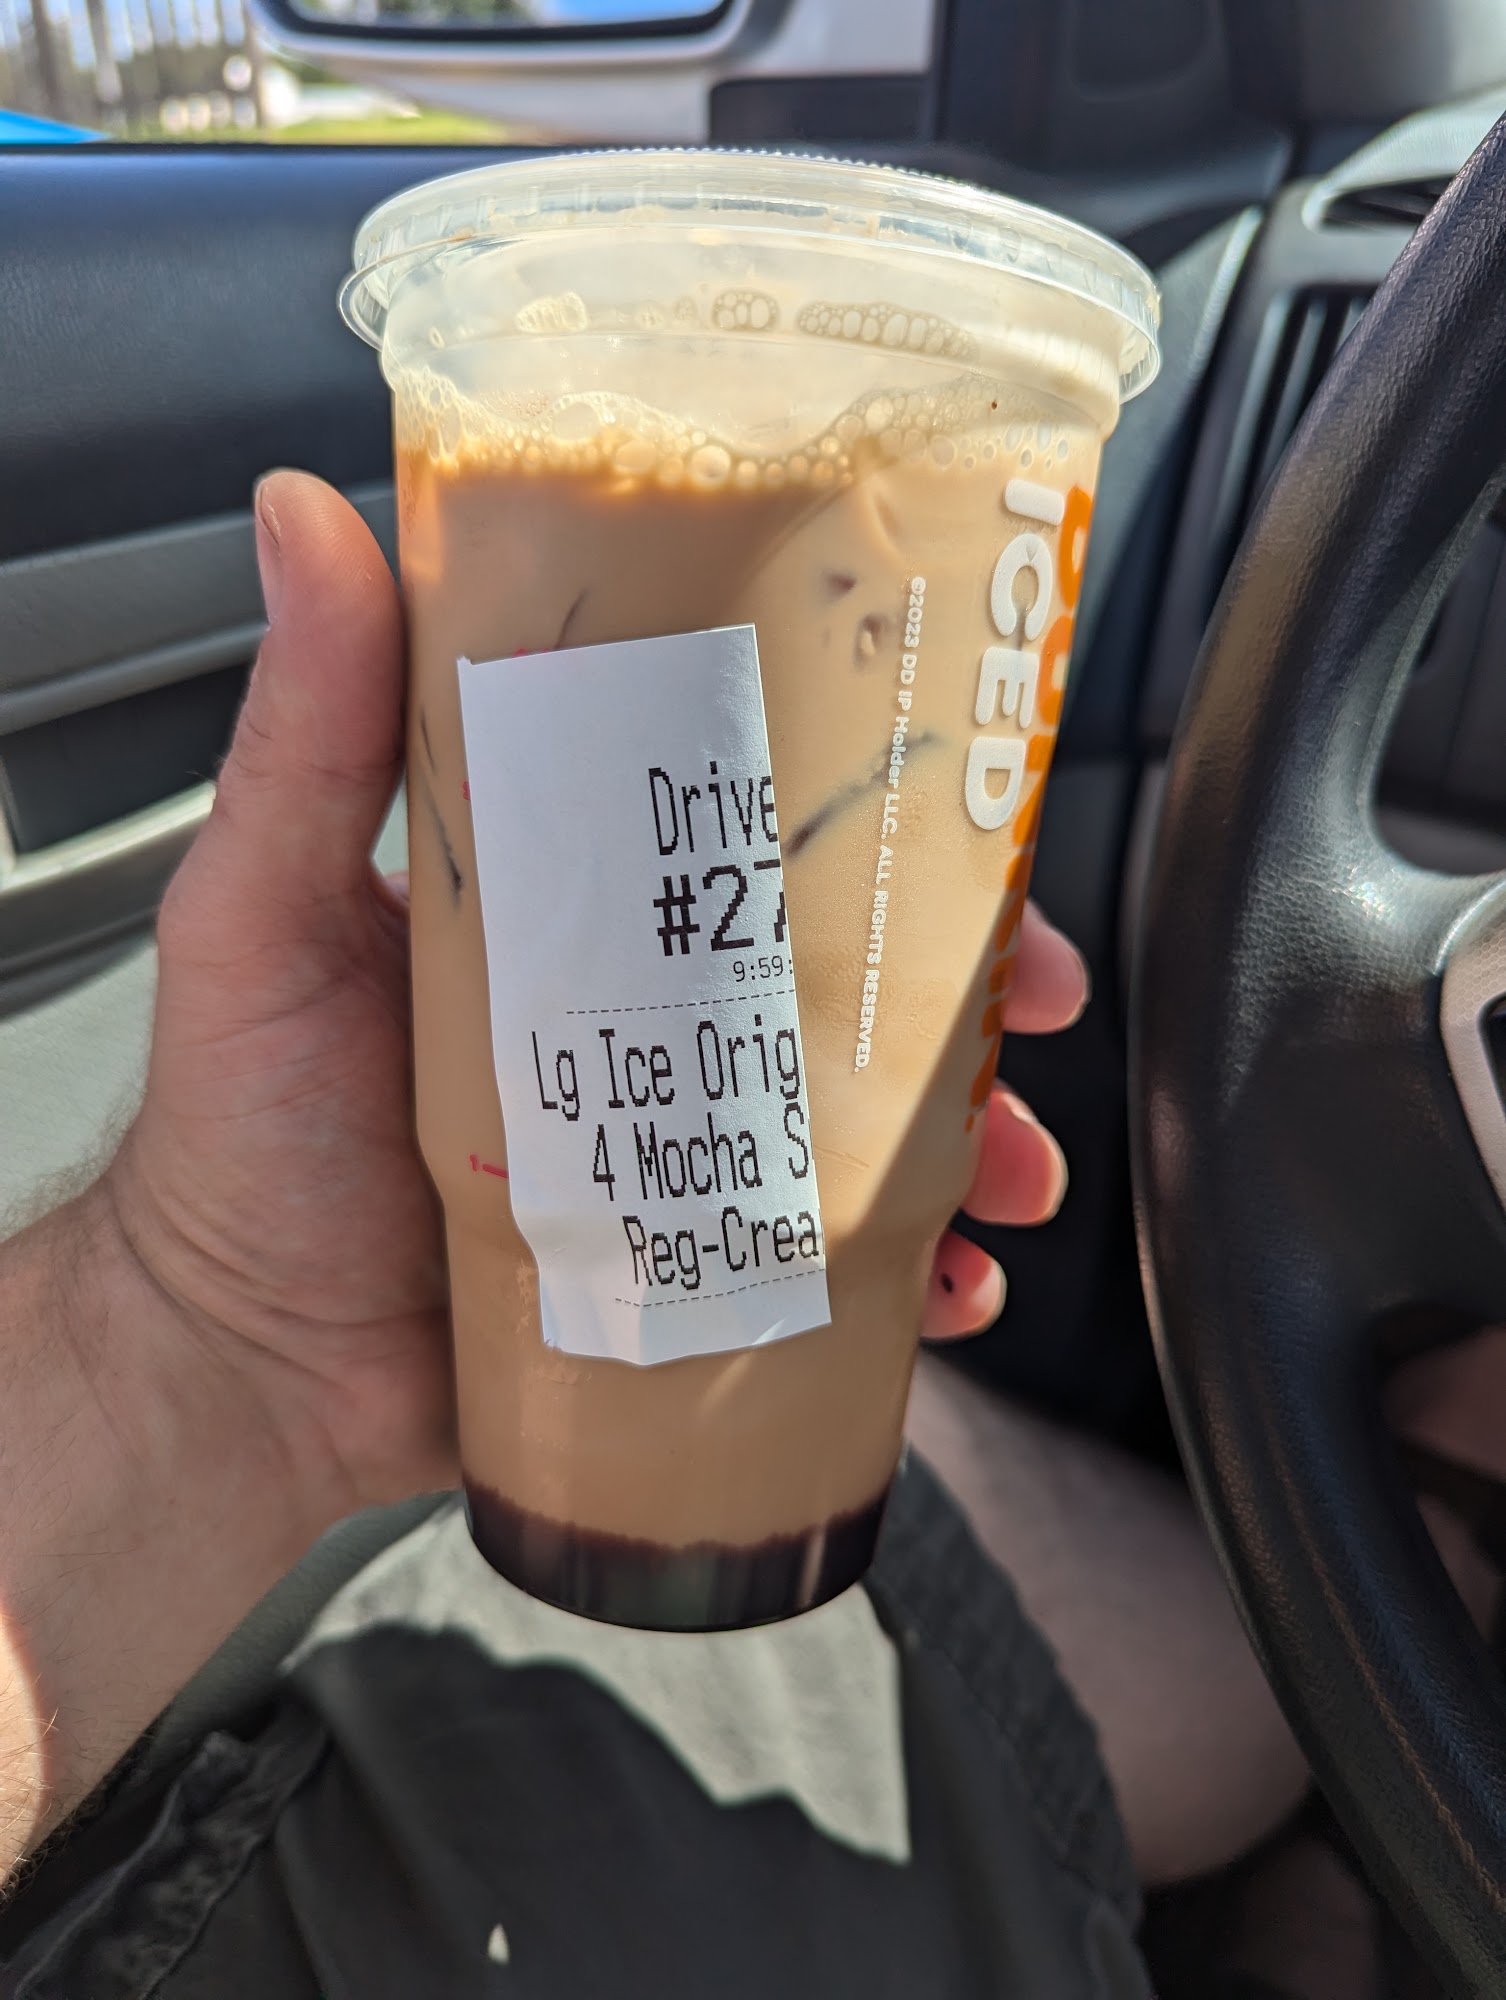 Drive
#27
9:59:
Lg Ice Orig
4 Mocha S
Reg-Crea
ICED
©2023 DD IP Holder LLC. ALL RIGHTS RESERVED.